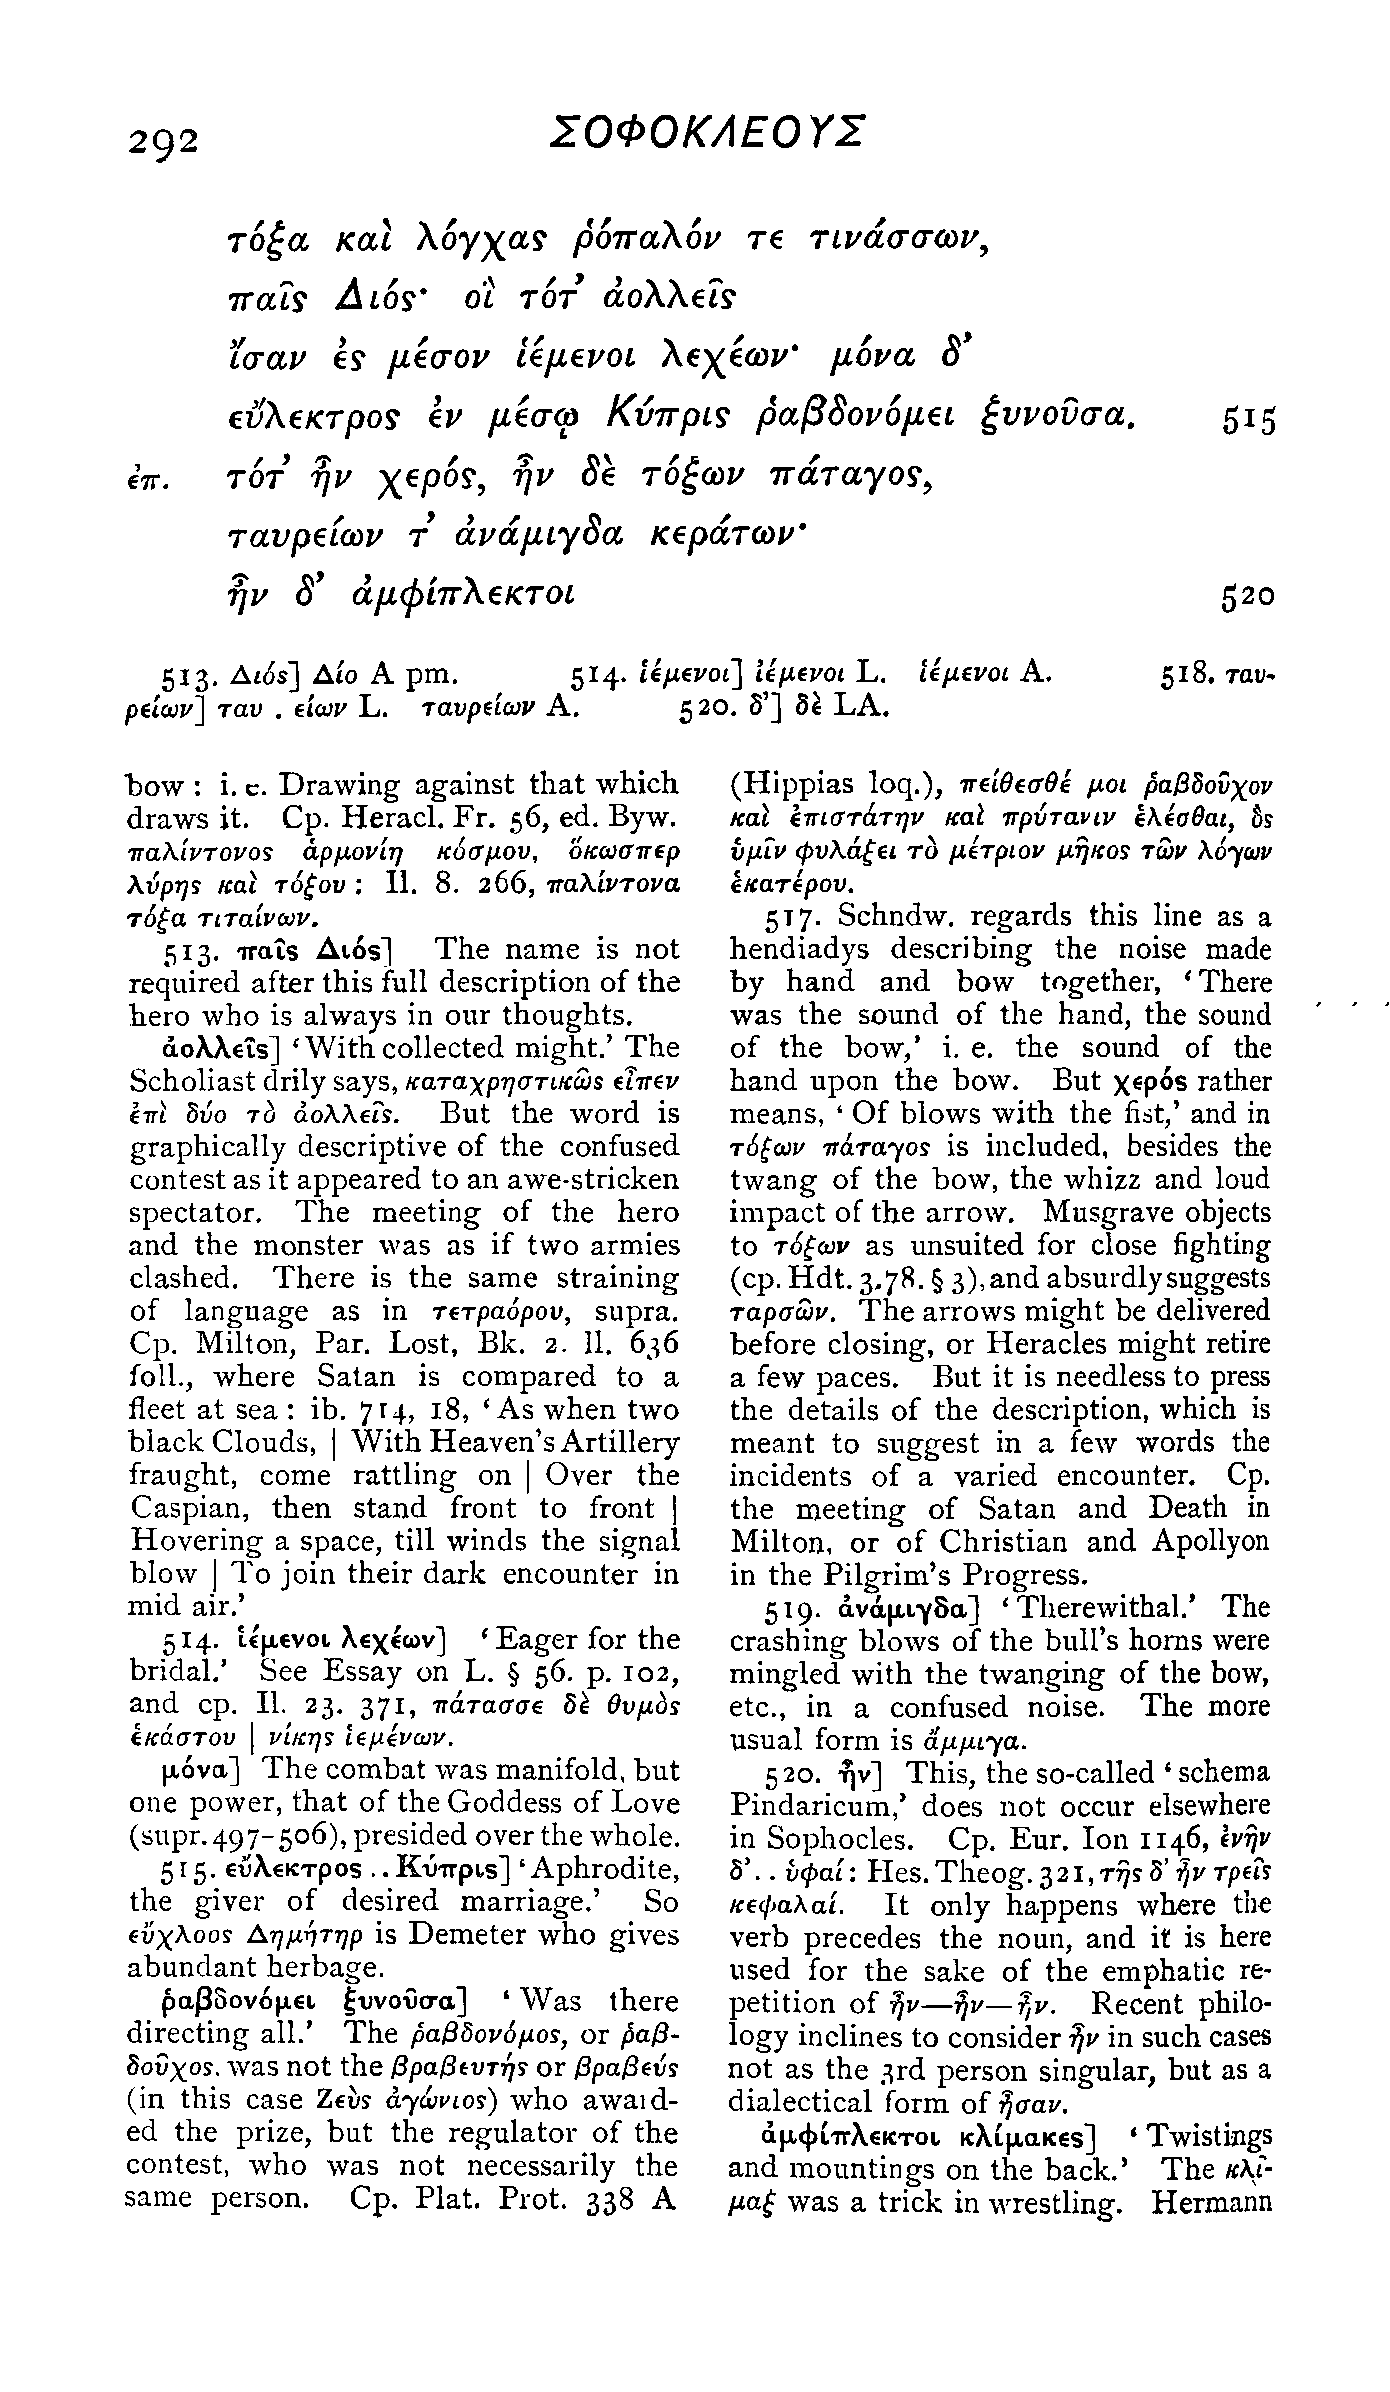 292 ΣΟΦΟΚΛΕΟΥΣ
τόξα καὶ λόγχας ῥόπαλόν τε τινάσσων,
παῖς Διός· οἳ τότ’ ἀολλεῖς
ἴσαν ἐς μέσον ἱέμενοι λεχέων· μόνα δ’
εὔλεκτρος ἐν μέσῳ Κύπρις ῥαβδονόμει ξυνοῦσα. 515
ἐπ. τότ’ ἦν χερός, ἦν δὲ τόξων πάταγος,
ταυρείων τ’ ἀνάμιγδα κεράτων·
ἦν δ’ ἀμφίπλεκτοι 520
513. Διός] Δίο A pm. 514. ἱέμενοι] ἰέμενοι L. ἱέμενοι A. 518. ταυ-
ρείων] ταυ . είων L. ταυρείων A. 520. δ’] δὲ LA.
bow : i. e. Drawing against that which
draws it. Cp. Heracl. Fr. 56, ed. Byw.
παλίντονος ἁρμονίη κόσμου, ὅκωσπερ
λύρης καὶ τόξου : Il. 8. 266, παλίντονα
τόξα τιταίνων.
513. παῖς Διός] The name is not
required after this full description of the
hero who is always in our thoughts.
ἀολλεῖς] ‘With collected might.’ The
Scholiast drily says, καταχρηστικῶς εἶπεν
ἐπὶ δύο τὸ ἀολλεῖς. But the word is
graphically descriptive of the confused
contest as it appeared to an awe-stricken
spectator. The meeting of the hero
and the monster was as if two armies
clashed. There is the same straining
of language as in τετραόρου, supra.
Cp. Milton, Par. Lost, Bk. 2. ll. 636
foll., where Satan is compared to a
fleet at sea : ib. 714, 18, ‘As when two
black Clouds, | With Heaven’s Artillery
fraught, come rattling on | Over the
Caspian, then stand front to front |
Hovering a space, till winds the signal
blow | To join their dark encounter in
mid air.’
514. ἱέμενοι λεχέων] ‘Eager for the
bridal.’ See Essay on L. § 56. p. 102,
and cp. Il. 23. 371, πάτασσε δὲ θυμὸς
ἑκάστου | νίκης ἱεμένων.
μόνα] The combat was manifold, but
one power, that of the Goddess of Love
(supr. 497-506), presided over the whole.
515. εὔλεκτρος . . Κύπρις] ‘Aphrodite,
the giver of desired marriage.’ So
εὔχλοος Δημήτηρ is Demeter who gives
abundant herbage.
ῥαβδονόμει ξυνοῦσα] ‘Was there
directing all.’ The ῥαβδονόμος, or ῥαβ-
δοῦχος, was not the βραβευτής or βραβεύς
(in this case Ζεὺς ἀγώνιος) who award-
ed the prize, but the regulator of the
contest, who was not necessarily the
same person. Cp. Plat. Prot. 338 A
(Hippias loq.), πείθεσθέ μοι ῥαβδοῦχον
καὶ ἐπιστάτην καὶ πρύτανιν ἑλέσθαι, ὃς
ὑμῖν φυλάξει τὸ μέτριον μῆκος τῶν λόγων
ἑκατέρου.
517. Schndw. regards this line as a
hendiadys describing the noise made
by hand and bow together, ‘There
was the sound of the hand, the sound
of the bow,’ i. e. the sound of the
hand upon the bow. But χερός rather
means, ‘Of blows with the fist,’ and in
τόξων πάταγος is included, besides the
twang of the bow, the whizz and loud
impact of the arrow. Musgrave objects
to τόξων as unsuited for close fighting
(cp. Hdt. 3. 78. § 3), and absurdly suggests
ταρσῶν. The arrows might be delivered
before closing, or Heracles might retire
a few paces. But it is needless to press
the details of the description, which is
meant to suggest in a few words the
incidents of a varied encounter. Cp.
the meeting of Satan and Death in
Milton, or of Christian and Apollyon
in the Pilgrim’s Progress.
519. ἀνάμιγδα] ‘Therewithal.’ The
crashing blows of the bull’s horns were
mingled with the twanging of the bow,
etc., in a confused noise. The more
usual form is ἄμμιγα.
520. ἦν] This, the so-called ‘schema
Pindaricum,’ does not occur elsewhere
in Sophocles. Cp. Eur. Ion 1146, ἐνῆν
δ’ . . ὑφαί : Hes. Theog. 321, τῆς δ’ ἦν τρεῖς
κεφαλαί. It only happens where the
verb precedes the noun, and it is here
used for the sake of the emphatic re-
petition of ἦν—ἦν—ἦν. Recent philo-
logy inclines to consider ἦν in such cases
not as the 3rd person singular, but as a
dialectical form of ἦσαν.
ἀμφίπλεκτοι κλίμακες] ‘Twistings
and mountings on the back.’ The κλῖ-
μαξ was a trick in wrestling. Hermann